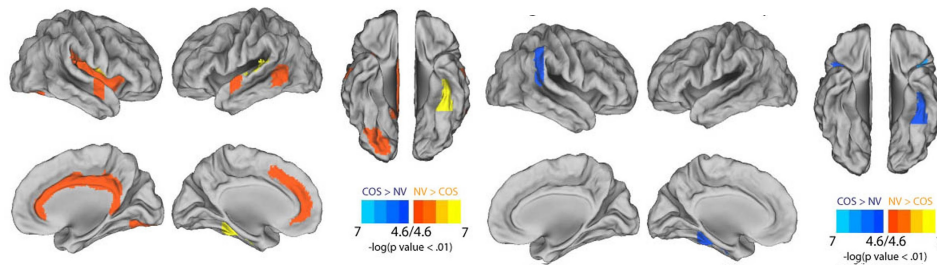 COS > NV NV > COS
7 4.6/4.6 7
-log(p value < .01)
COS > NV NV > COS
7 4.6/4.6 7
-log(p value < .01)